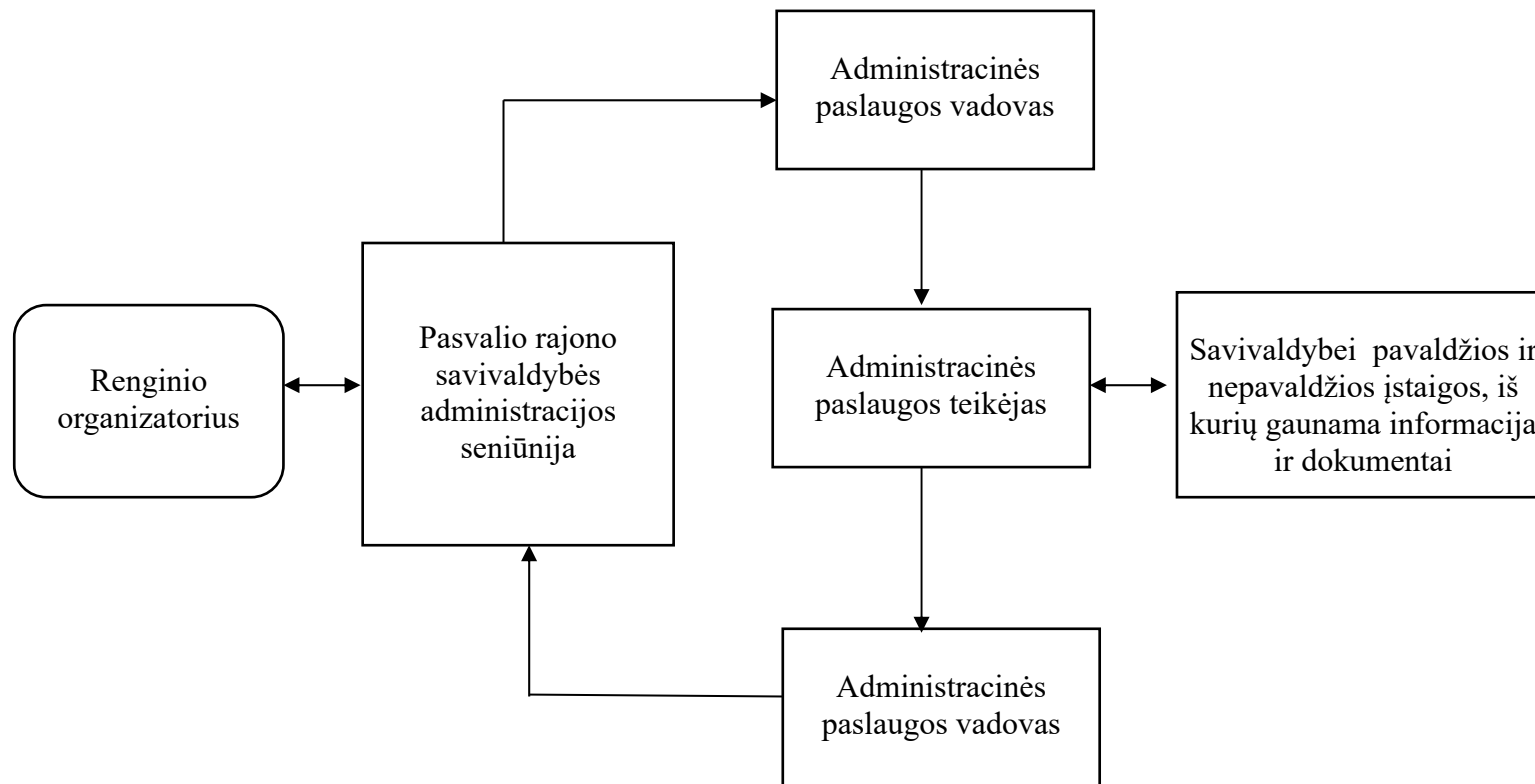 Administracinės
paslaugos vadovas
Renginio
organizatorius
Pasvalio rajono
savivaldybės
administracijos
seniūnija
Administracinės
paslaugos teikėjas
Savivaldybei pavaldžios ir
nepavaldžios įstaigos, iš
kurių gaunama informacija
ir dokumentai
Administracinės
paslaugos vadovas